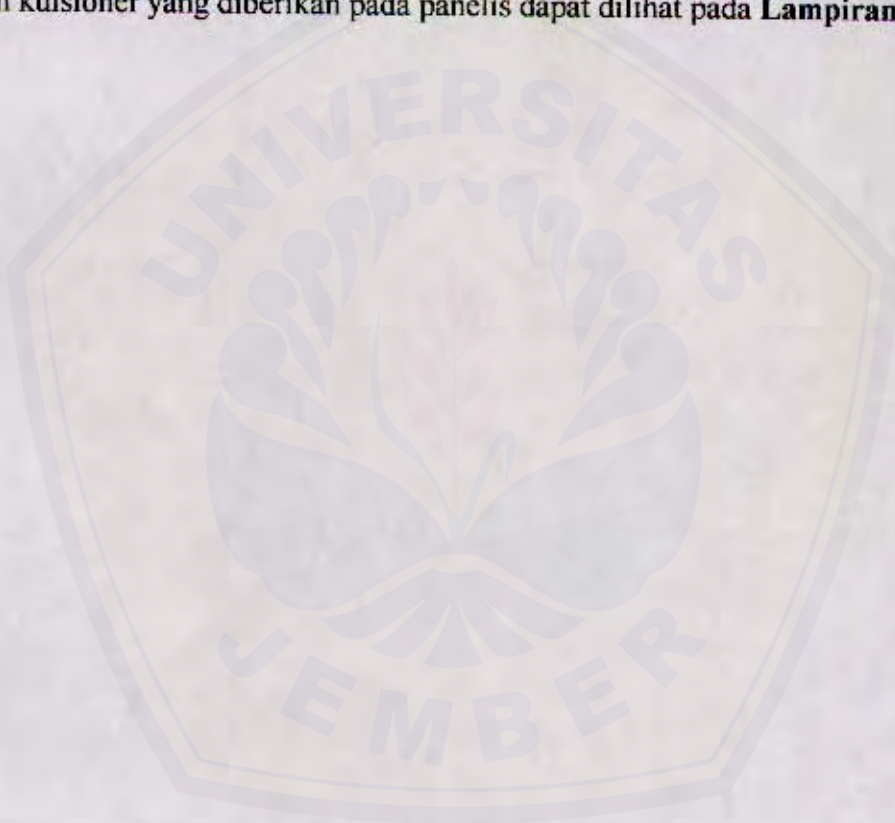 kuisioner yang diberikan pada panelis dapat dilihat pada Lampiran
UNIVERSITAS
JEMBER